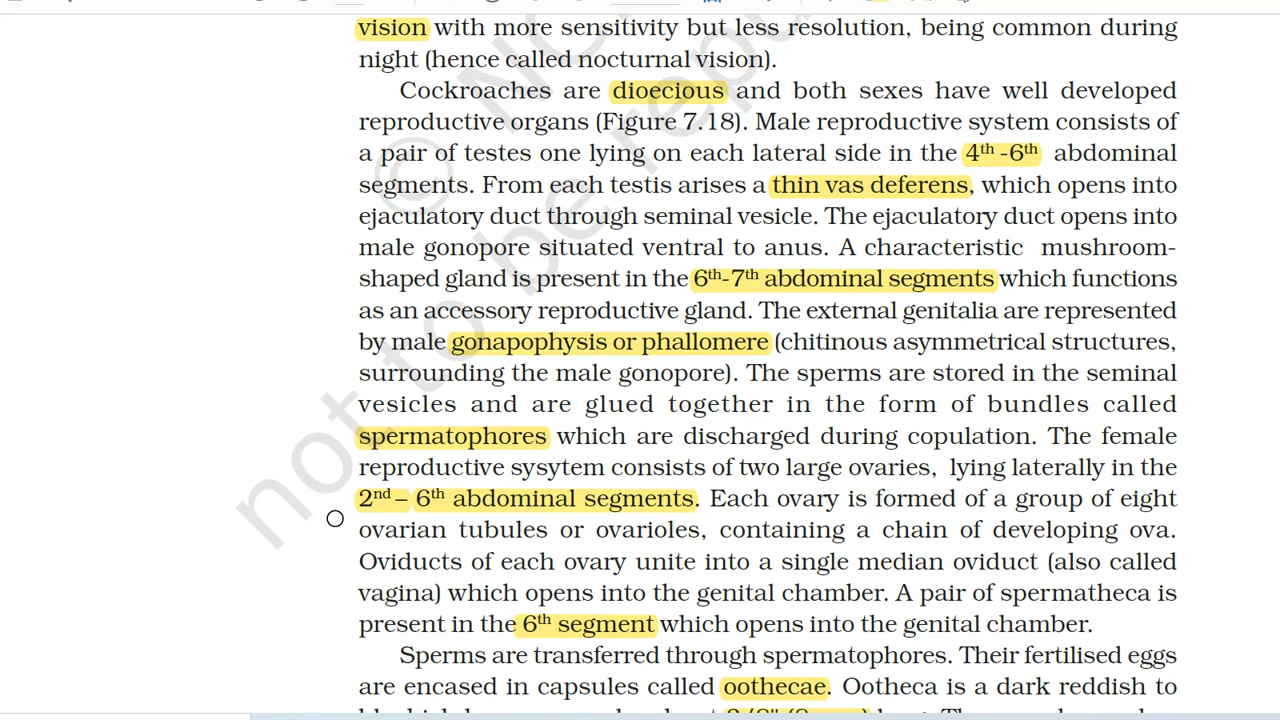 vision with more sensitivity but less resolution, being common during
night (hence called nocturnal vision).
Cockroaches are dioecious and both sexes have well developed
reproductive organs (Figure 7.18). Male reproductive system consists of
a pair of testes one lying on each lateral side in the 4th -6th abdominal
segments. From each testis arises a thin vas deferens, which opens into
ejaculatory duct through seminal vesicle. The ejaculatory duct opens into
male gonopore situated ventral to anus. A characteristic mushroom-
shaped gland is present in the 6th-7th abdominal segments which functions
as an accessory reproductive gland. The external genitalia are represented
by male gonapophysis or phallomere (chitinous asymmetrical structures,
surrounding the male gonopore). The sperms are stored in the seminal
vesicles and are glued together in the form of bundles called
spermatophores which are discharged during copulation. The female
reproductive sysytem consists of two large ovaries, lying laterally in the
2nd – 6th abdominal segments. Each ovary is formed of a group of eight
ovarian tubules or ovarioles, containing a chain of developing ova.
Oviducts of each ovary unite into a single median oviduct (also called
vagina) which opens into the genital chamber. A pair of spermatheca is
present in the 6th segment which opens into the genital chamber.
Sperms are transferred through spermatophores. Their fertilised eggs
are encased in capsules called oothecae. Ootheca is a dark reddish to
© NC
not to be repu